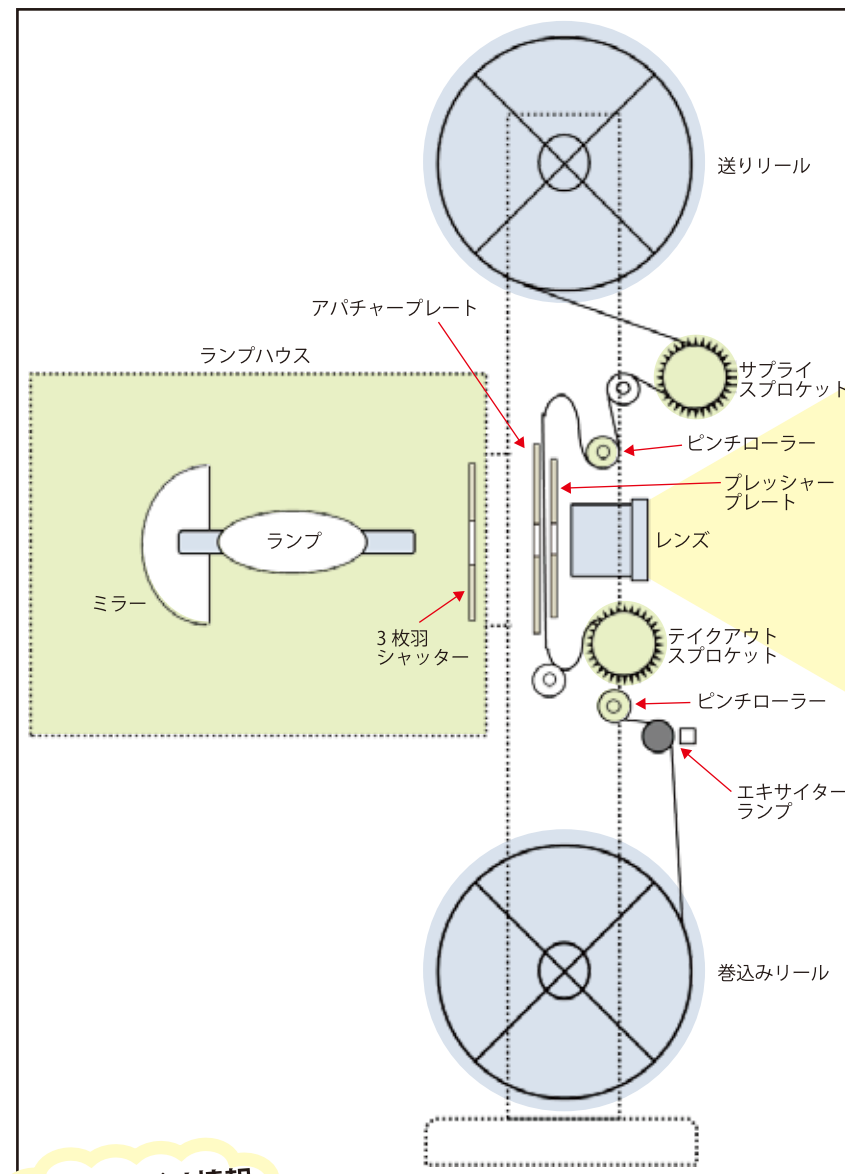 送りリール
アパチャープレート
ランプハウス
サプライ
スプロケット
ピンチローラー
プレッシャー
プレート
ランプ
レンズ
ミラー
3枚羽
シャッター
テイクアウト
スプロケット
ピンチローラー
エキサイター
ランプ
巻込みリール
情報